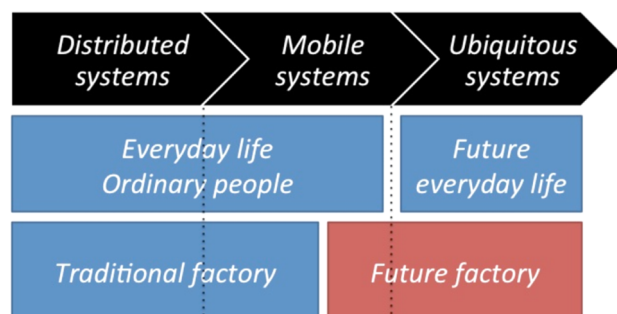 Distributed
systems
Mobile
systems
Ubiquitous
systems
Everyday life
Ordinary people
Future
everyday life
Traditional factory
Future factory